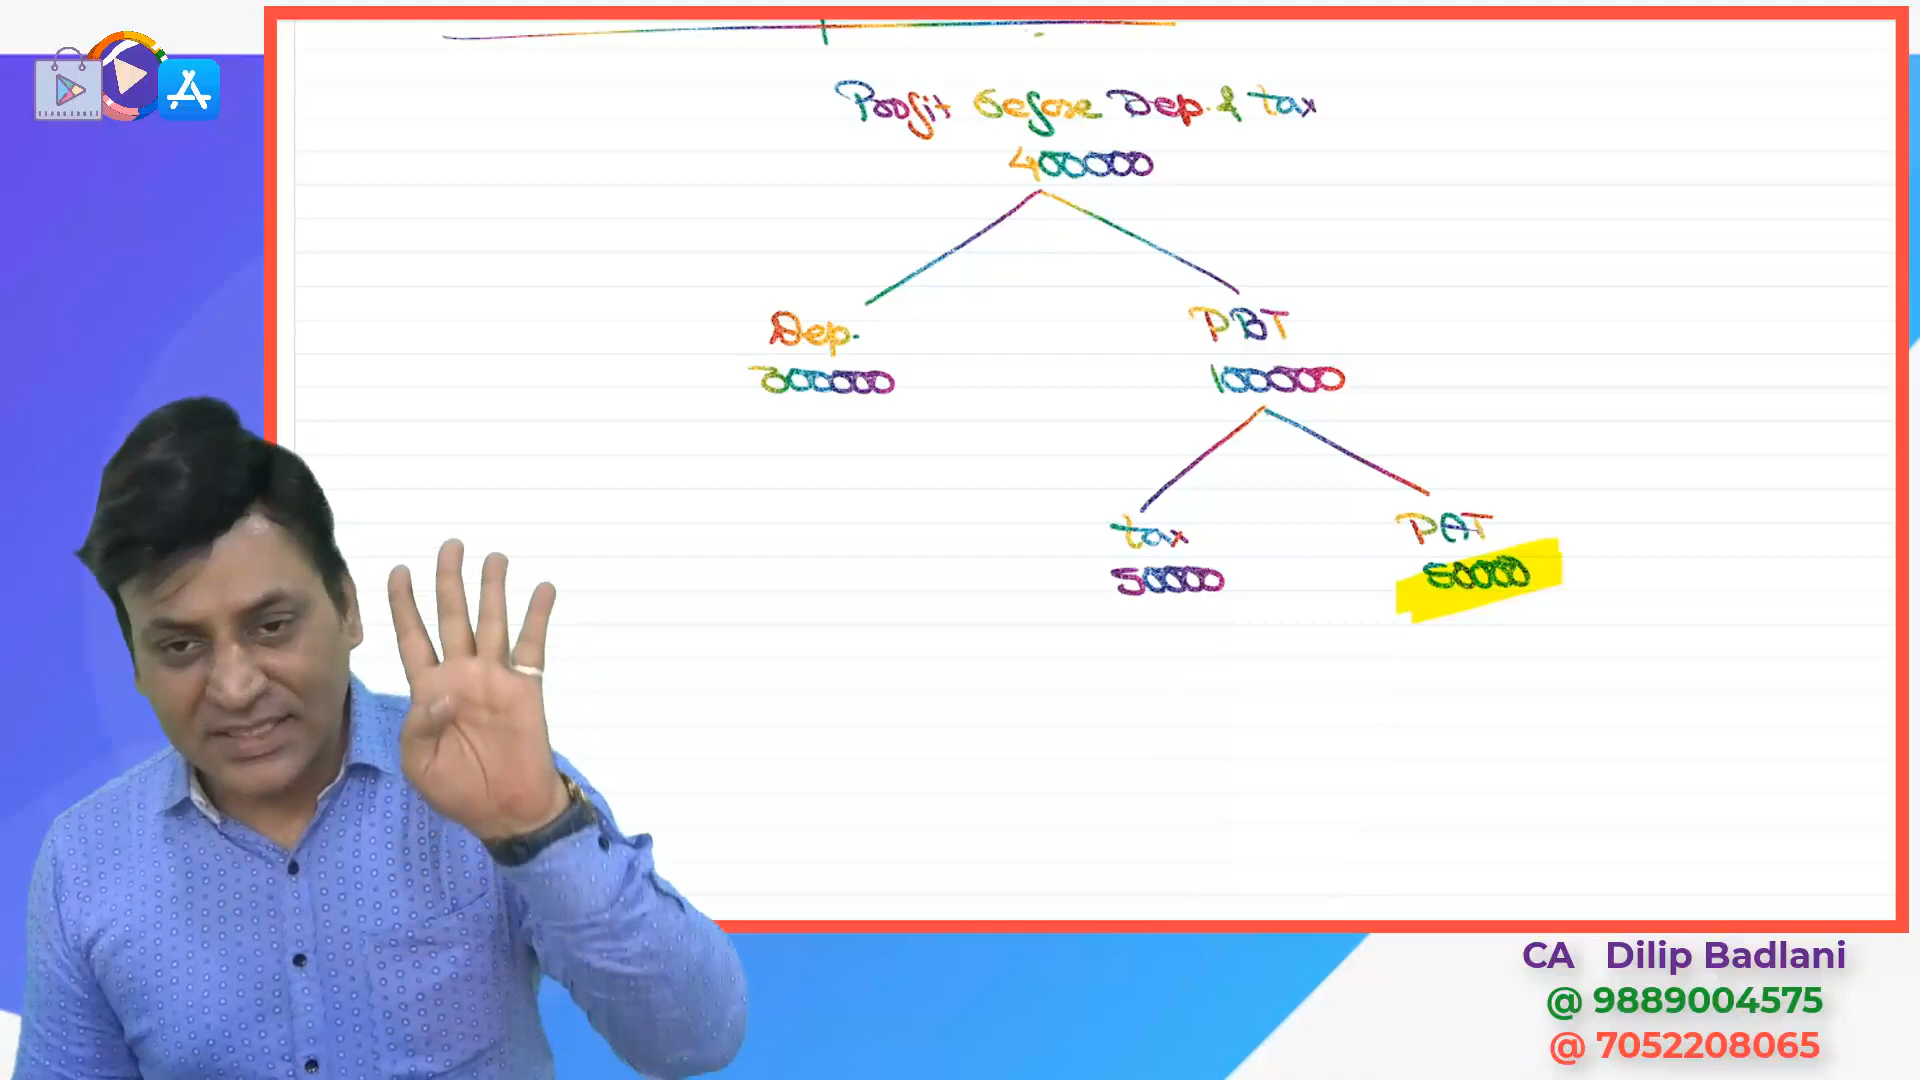 Profit before Dep. & tax
400000
Dep. PBT
300000 100000
tax PAT
50000 50000
CA Dilip Badlani
@ 9889004575
@ 7052208065